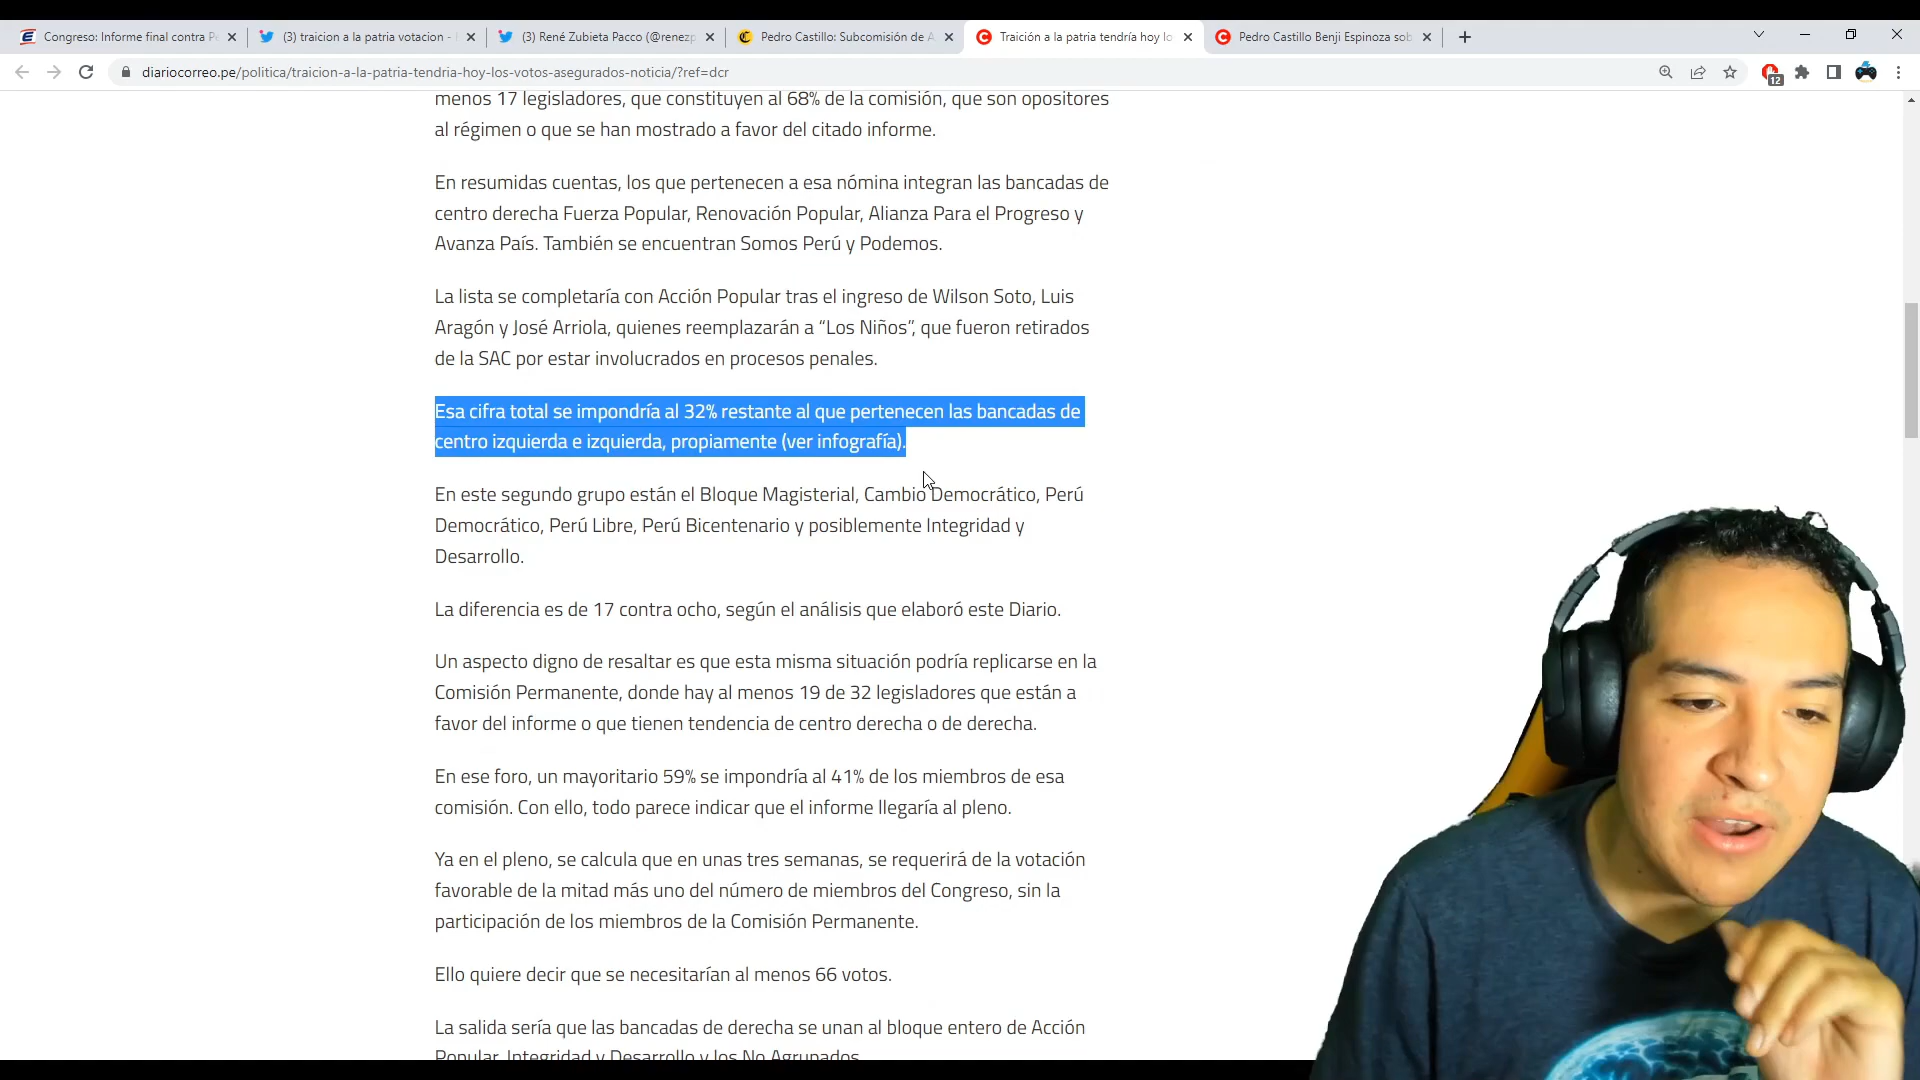 Congreso: Informe final contra P
(3) traicion a la patria votacion -
(3) René Zubieta Pacco (@renezp
Pedro Castillo: Subcomisión de A
Traición a la patria tendría hoy lo
Pedro Castillo Benji Espinoza sob
diariocorreo.pe/politica/traicion-a-la-patria-tendria-hoy-los-votos-asegurados-noticia/?ref=dcr
12
menos 17 legisladores, que constituyen al 68% de la comisión, que son opositores
al régimen o que se han mostrado a favor del citado informe.
En resumidas cuentas, los que pertenecen a esa nómina integran las bancadas de
centro derecha Fuerza Popular, Renovación Popular, Alianza Para el Progreso y
Avanza País. También se encuentran Somos Perú y Podemos.
La lista se completaría con Acción Popular tras el ingreso de Wilson Soto, Luis
Aragón y José Arriola, quienes reemplazarán a “Los Niños”, que fueron retirados
de la SAC por estar involucrados en procesos penales.
Esa cifra total se impondría al 32% restante al que pertenecen las bancadas de
centro izquierda e izquierda, propiamente (ver infografía).
En este segundo grupo están el Bloque Magisterial, Cambio Democrático, Perú
Democrático, Perú Libre, Perú Bicentenario y posiblemente Integridad y
Desarrollo.
La diferencia es de 17 contra ocho, según el análisis que elaboró este Diario.
Un aspecto digno de resaltar es que esta misma situación podría replicarse en la
Comisión Permanente, donde hay al menos 19 de 32 legisladores que están a
favor del informe o que tienen tendencia de centro derecha o de derecha.
En ese foro, un mayoritario 59% se impondría al 41% de los miembros de esa
comisión. Con ello, todo parece indicar que el informe llegaría al pleno.
Ya en el pleno, se calcula que en unas tres semanas, se requerirá de la votación
favorable de la mitad más uno del número de miembros del Congreso, sin la
participación de los miembros de la Comisión Permanente.
Ello quiere decir que se necesitarían al menos 66 votos.
La salida sería que las bancadas de derecha se unan al bloque entero de Acción
Popular, Integridad y Desarrollo y los No Agrupados.